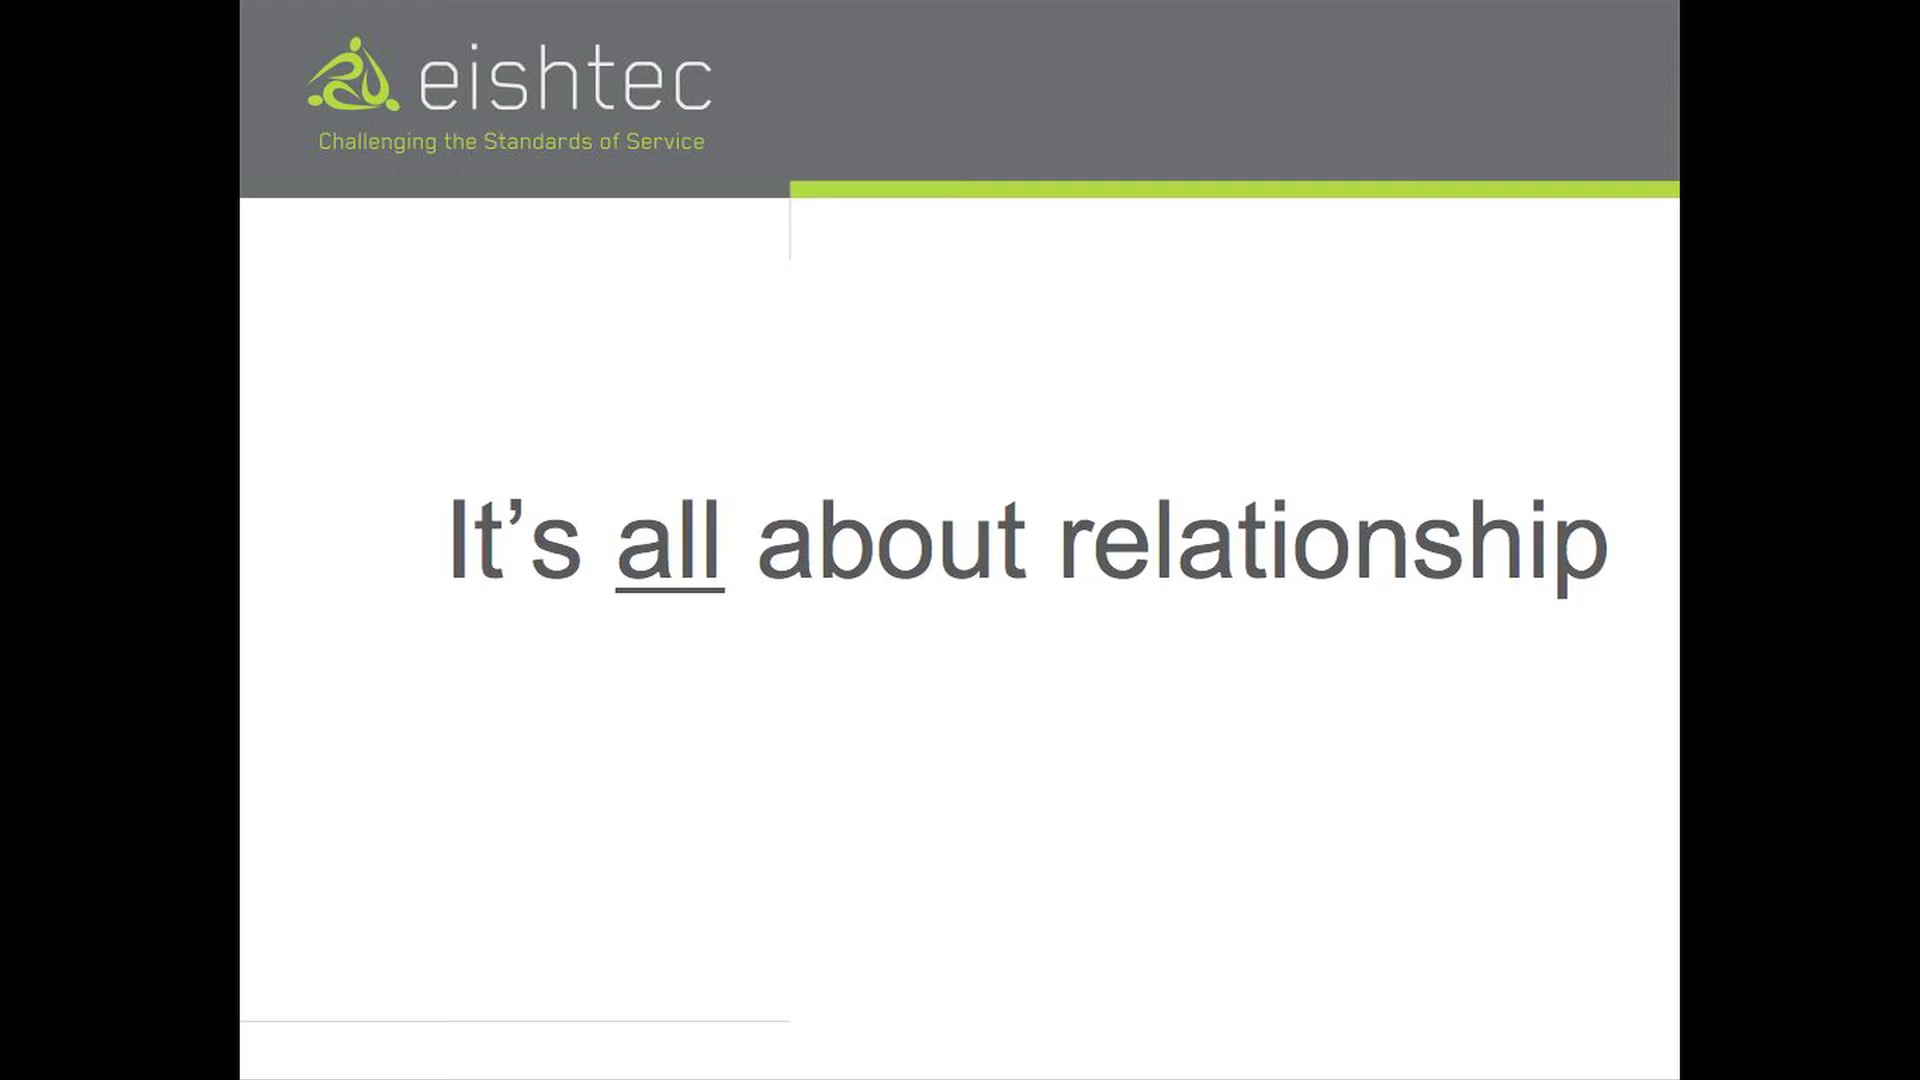 eishtec
Challenging the Standards of Service
It’s all about relationship